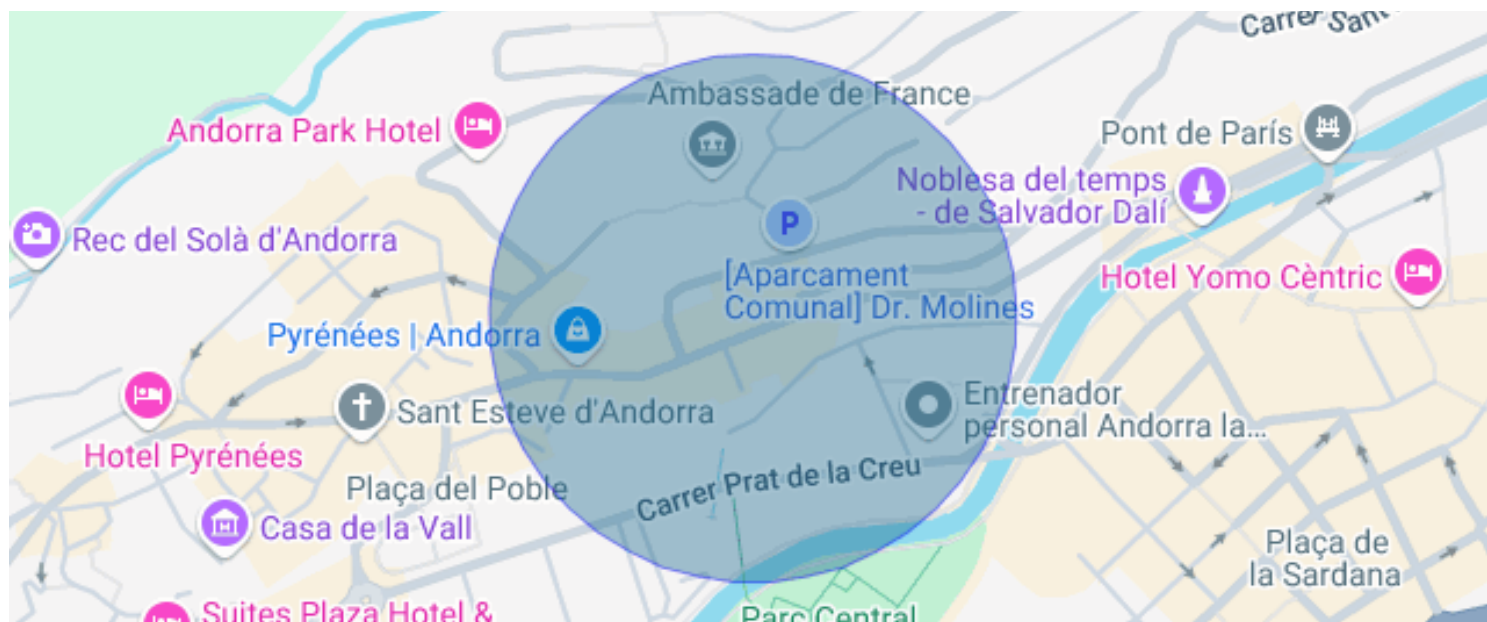 Carrer Sant
Ambassade de France
Andorra Park Hotel
Pont de París
Noblesa del temps
- de Salvador Dalí
Rec del Solà d'Andorra
P
[Aparcament
Comunal] Dr. Molines
Hotel Yomo Cèntric
Pyrénées | Andorra
Entrenador
personal Andorra la...
Sant Esteve d'Andorra
Hotel Pyrénées
Carrer Prat de la Creu
Plaça del Poble
Casa de la Vall
Plaça de
la Sardana
Suites Plaza Hotel &
Parc Central